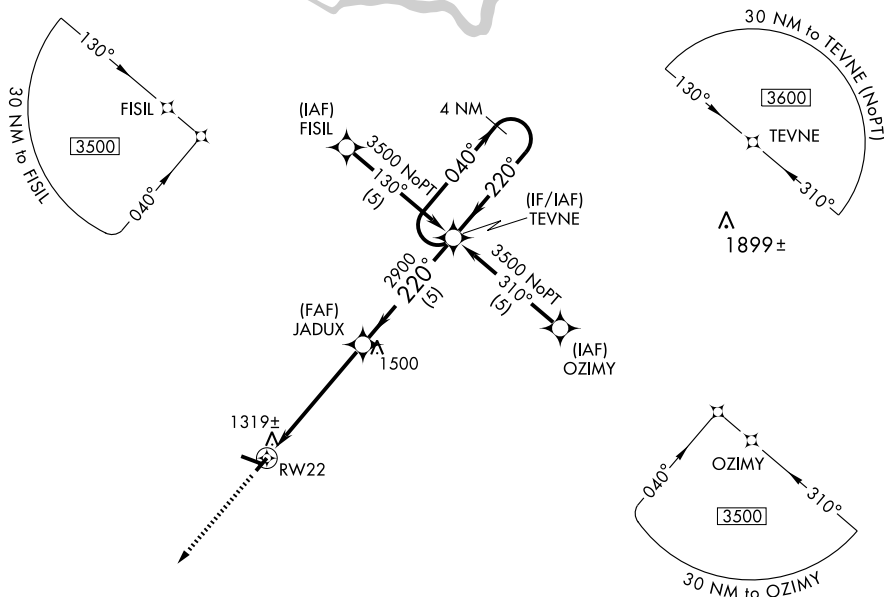 130°
FISIL
3500
040°
30 NM to FISIL
(IAF)
FISIL
3500 NoPT
130°
(5)
4 NM
040°
220°
(IF/IAF)
TEVNE
30 NM to TEVNE (NoPT)
130°
3600
TEVNE
310°
1899±
2900
220°
(5)
3500 NoPT
310°
(5)
(FAF)
JADUX
1500
(IAF)
OZIMY
1319±
RW22
OZIMY
040°
310°
3500
30 NM to OZIMY